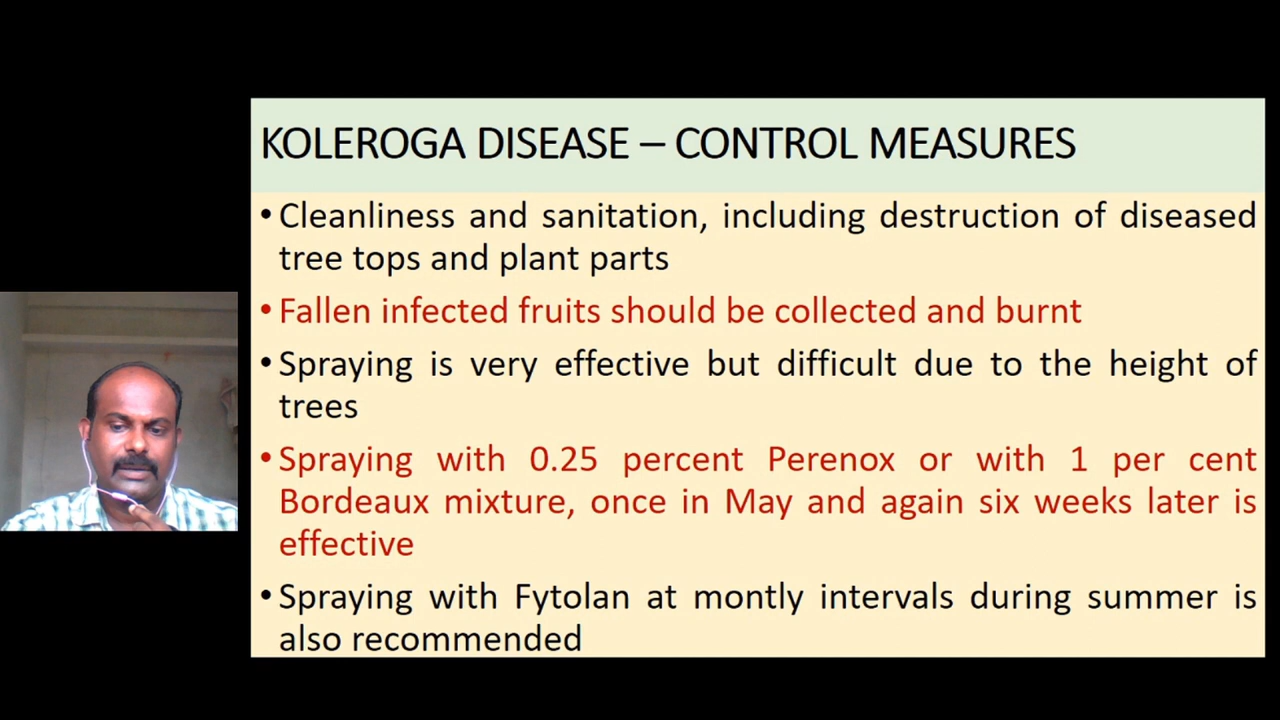 KOLEROGA DISEASE – CONTROL MEASURES
• Cleanliness and sanitation, including destruction of diseased
tree tops and plant parts
• Fallen infected fruits should be collected and burnt
• Spraying is very effective but difficult due to the height of
trees
• Spraying with 0.25 percent Perenox or with 1 per cent
Bordeaux mixture, once in May and again six weeks later is
effective
• Spraying with Fytolan at montly intervals during summer is
also recommended